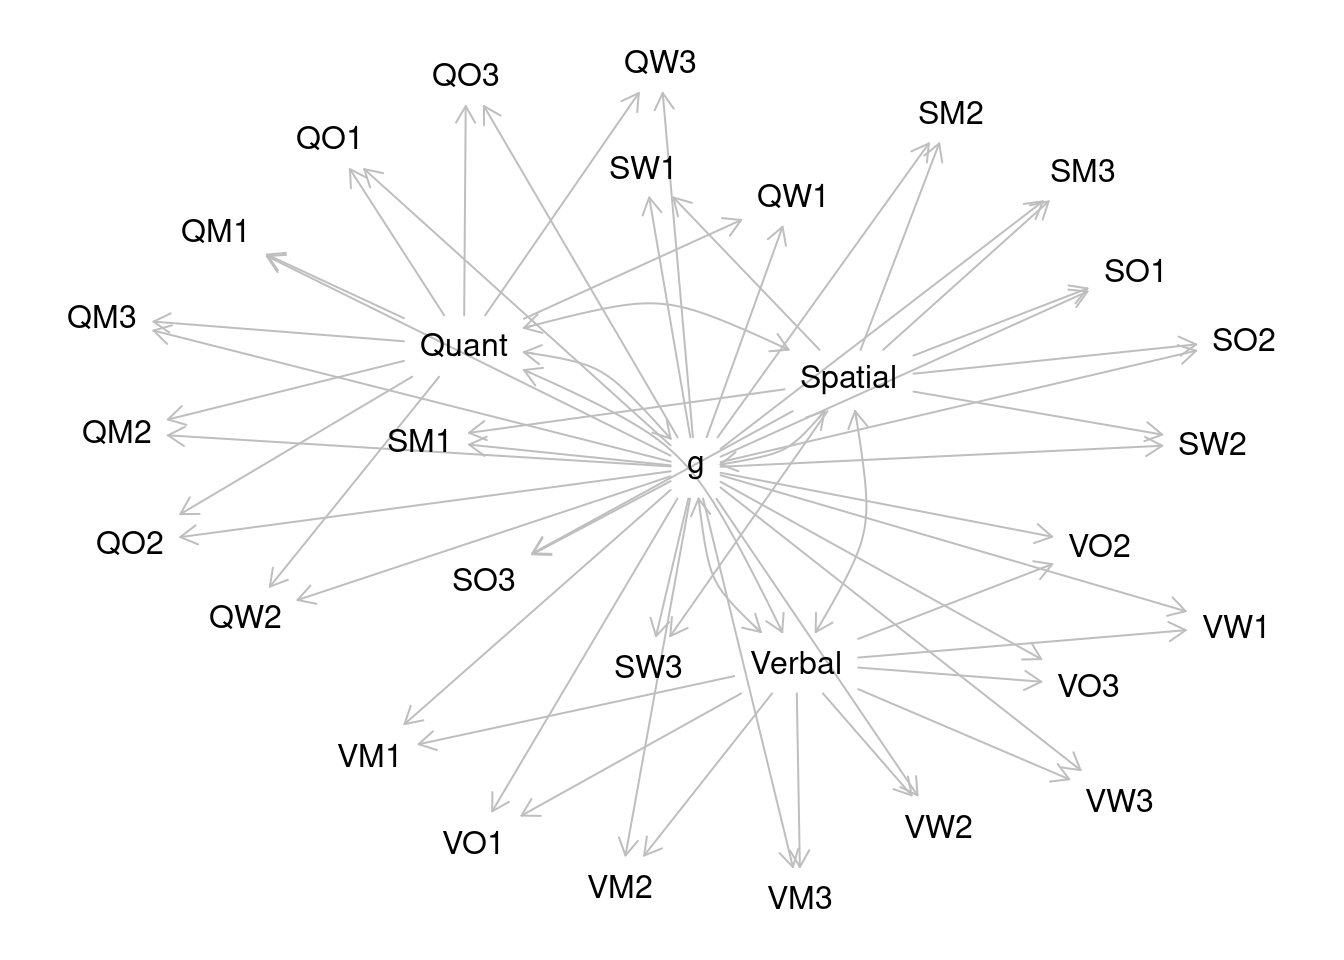 QW3
QO3
SM2
QO1
SW1
SM3
QW1
QM1
SO1
QM3
SO2
Quant
Spatial
QM2
SM1
SW2
g
QO2
VO2
SO3
QW2
VW1
SW3
Verbal
VO3
VM1
VW3
VW2
VO1
VM2
VM3